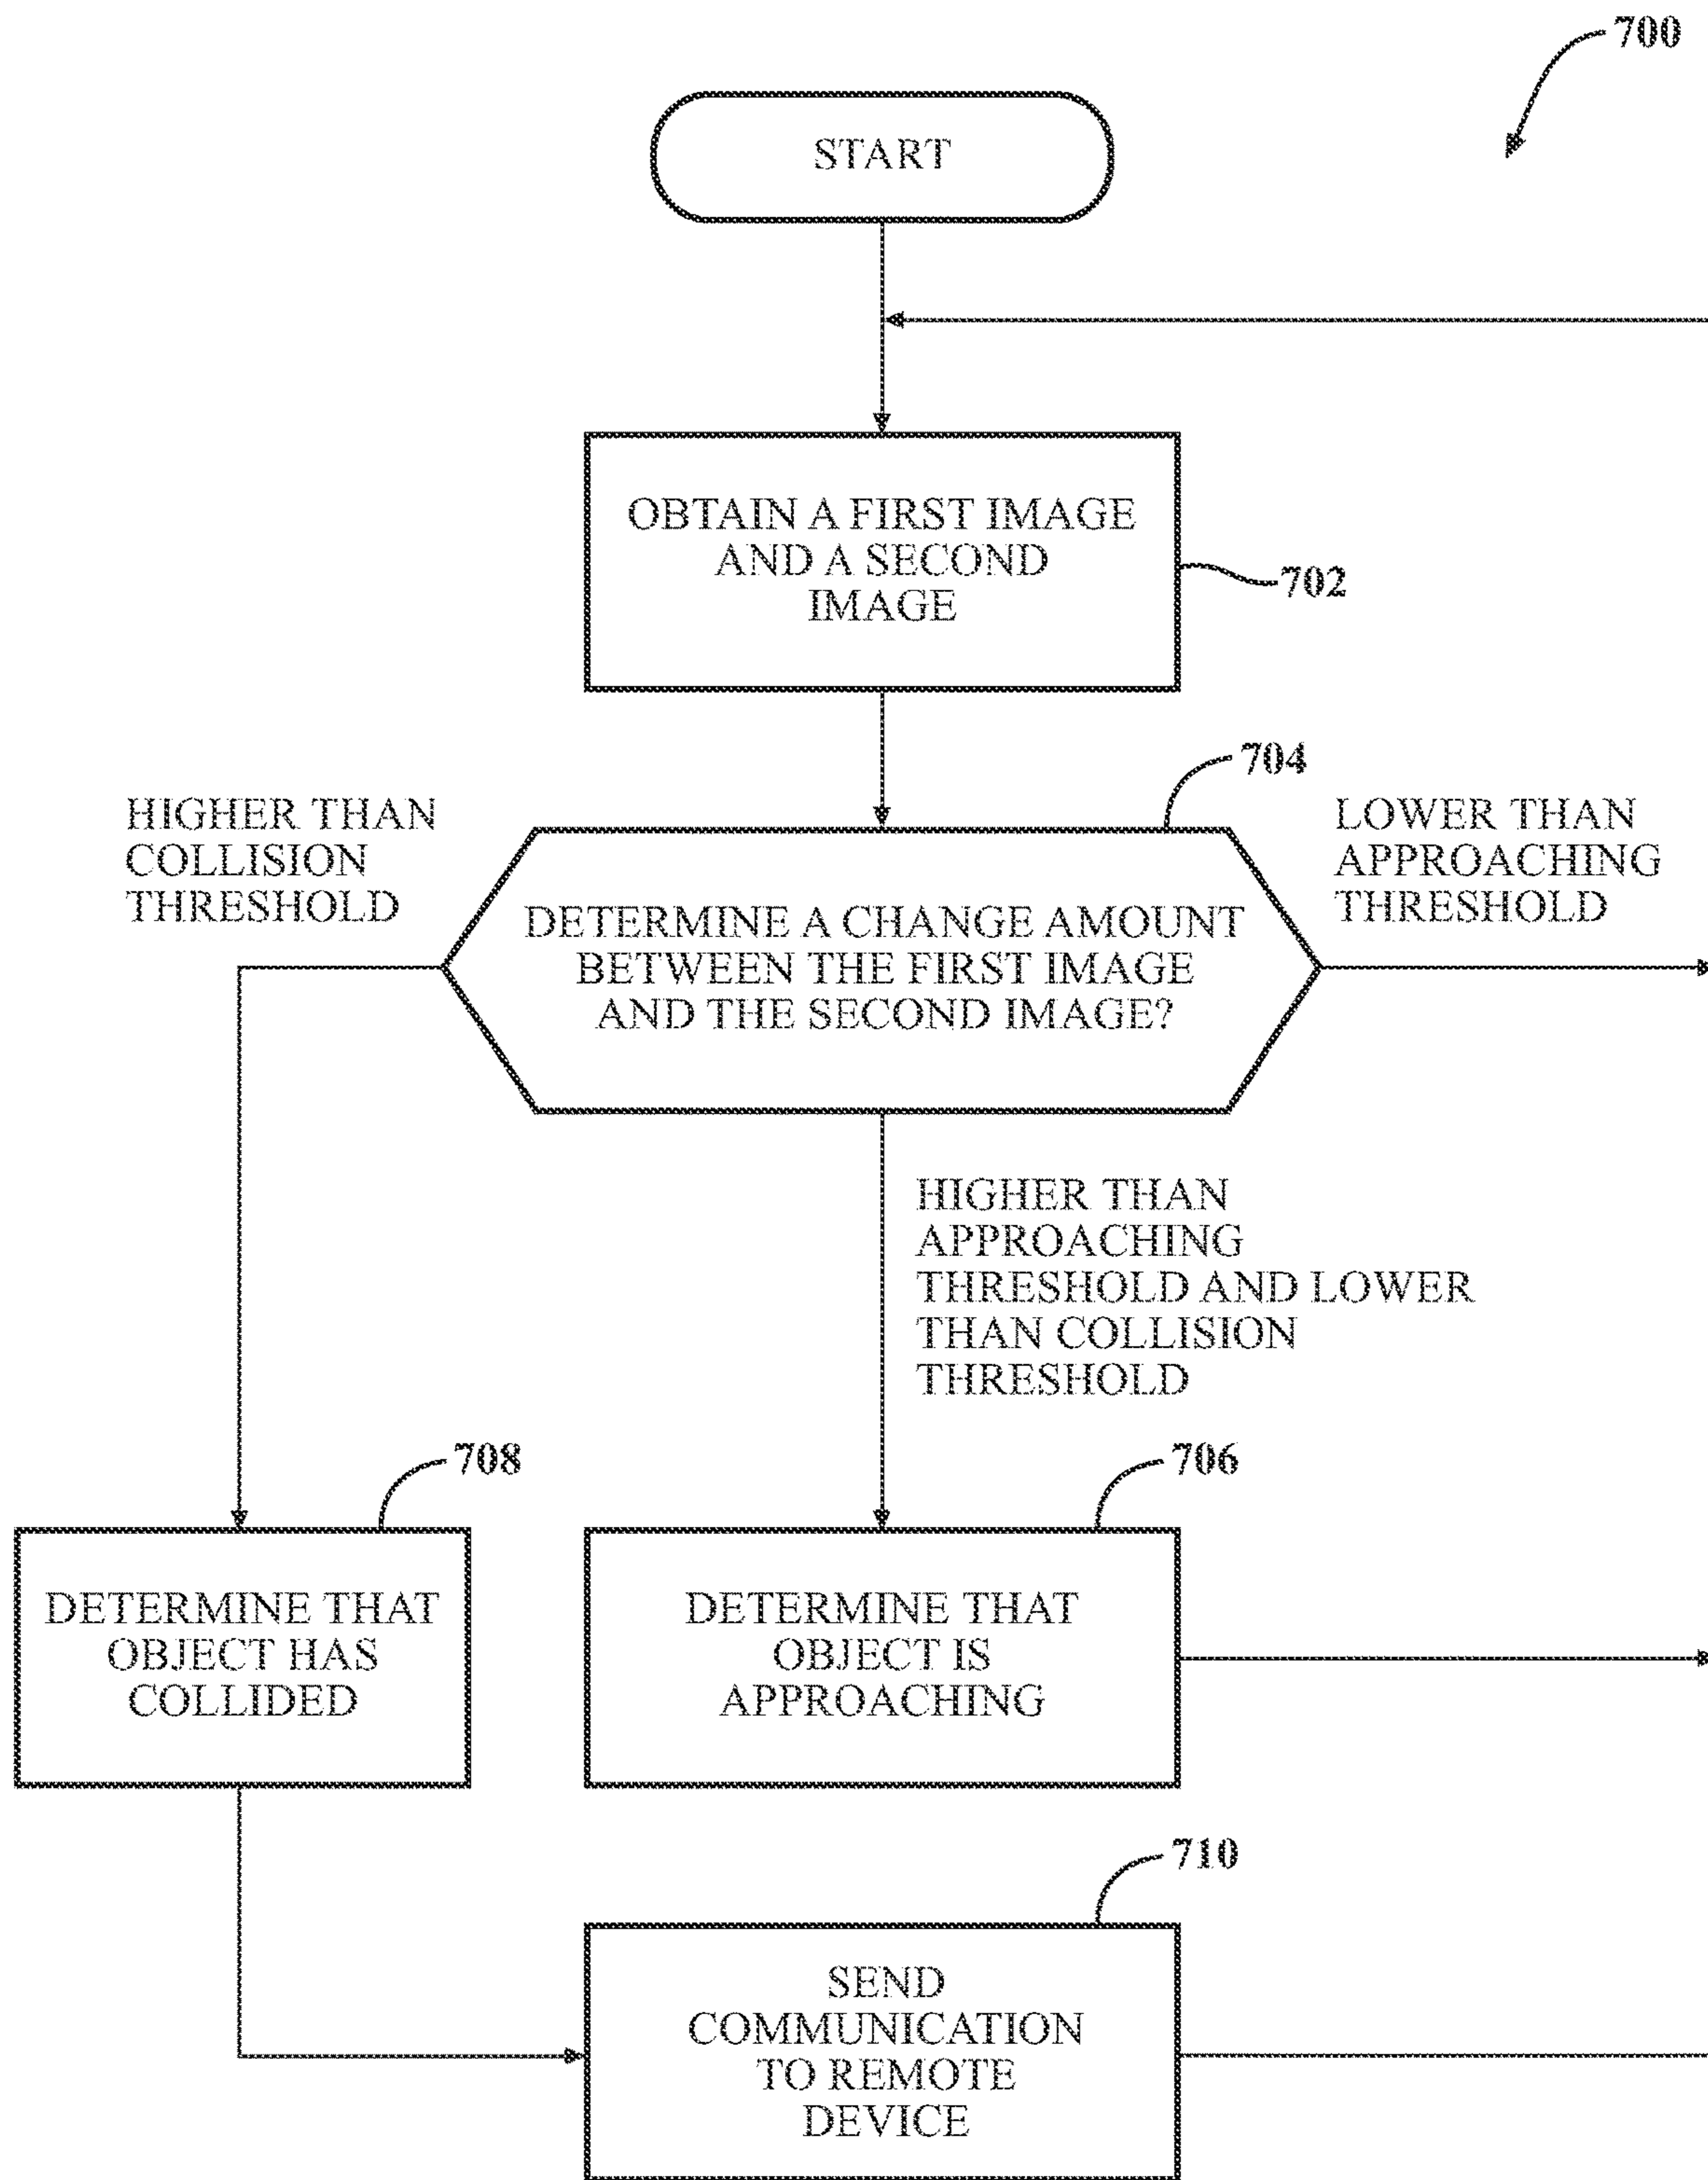 700
START
OBTAIN A FIRST IMAGE
AND A SECOND
IMAGE
702
704
HIGHER THAN
COLLISION
THRESHOLD
LOWER THAN
APPROACHING
THRESHOLD
DETERMINE A CHANGE AMOUNT
BETWEEN THE FIRST IMAGE
AND THE SECOND IMAGE?
HIGHER THAN
APPROACHING
THRESHOLD AND LOWER
THAN COLLISION
THRESHOLD
708
706
DETERMINE THAT
OBJECT HAS
COLLIDED
DETERMINE THAT
OBJECT IS
APPROACHING
710
SEND
COMMUNICATION
TO REMOTE
DEVICE